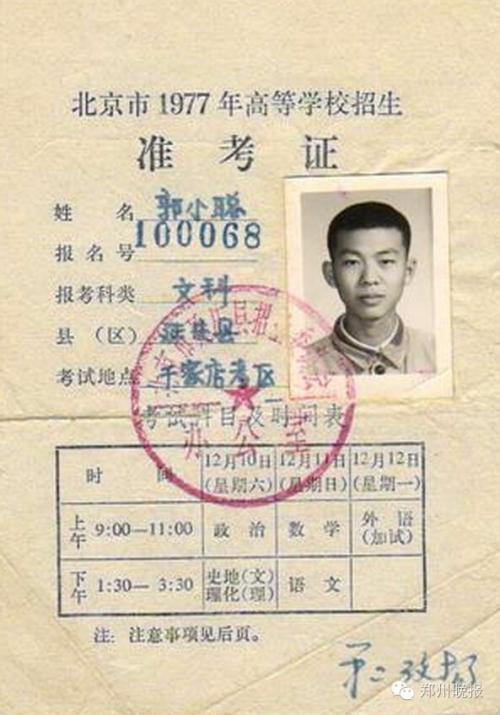 北京市1977年高等学校招生
准考证
姓名 郭小聪
报名号 100068
报考科类 文科
县（区） 延庆县
考试地点 千家店考区
考试科目及时间表
时间 12月10日（星期六） 12月11日（星期日） 12月12日（星期一）
上午 9:00—11:00 政治 数学 外语（加试）
下午 1:30—3:30 史地（文）理化（理） 语文
注：注意事项见后页。
办公室
郑州晚报